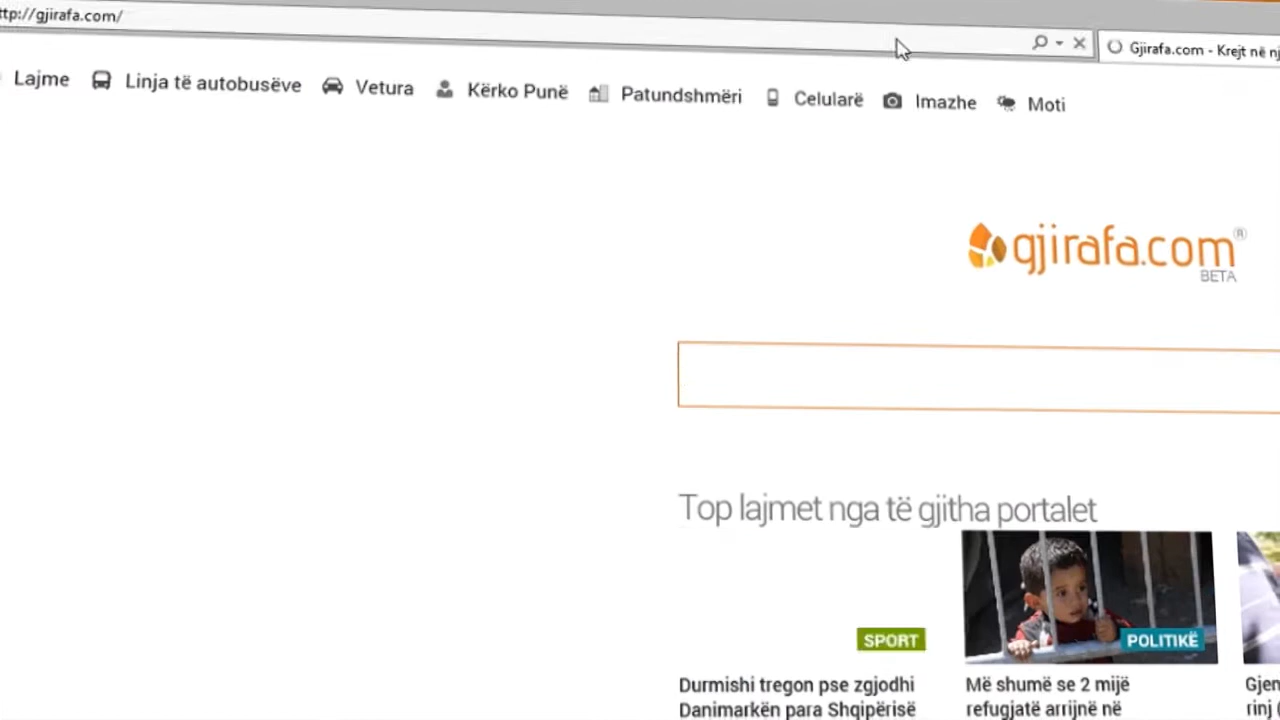 ttp://gjirafa.com/
Gjirafa.com - Krejt në nj
Lajme Linja të autobusëve Vetura Kërko Punë Patundshmëri Celularë Imazhe Moti
gjirafa.com®
BETA
Top lajmet nga të gjitha portalet
SPORT
POLITIKË
Durmishi tregon pse zgjodhi
Danimarkën para Shqipërisë
Më shumë se 2 mijë
refugjatë arrijnë në
Gjen
rinj (